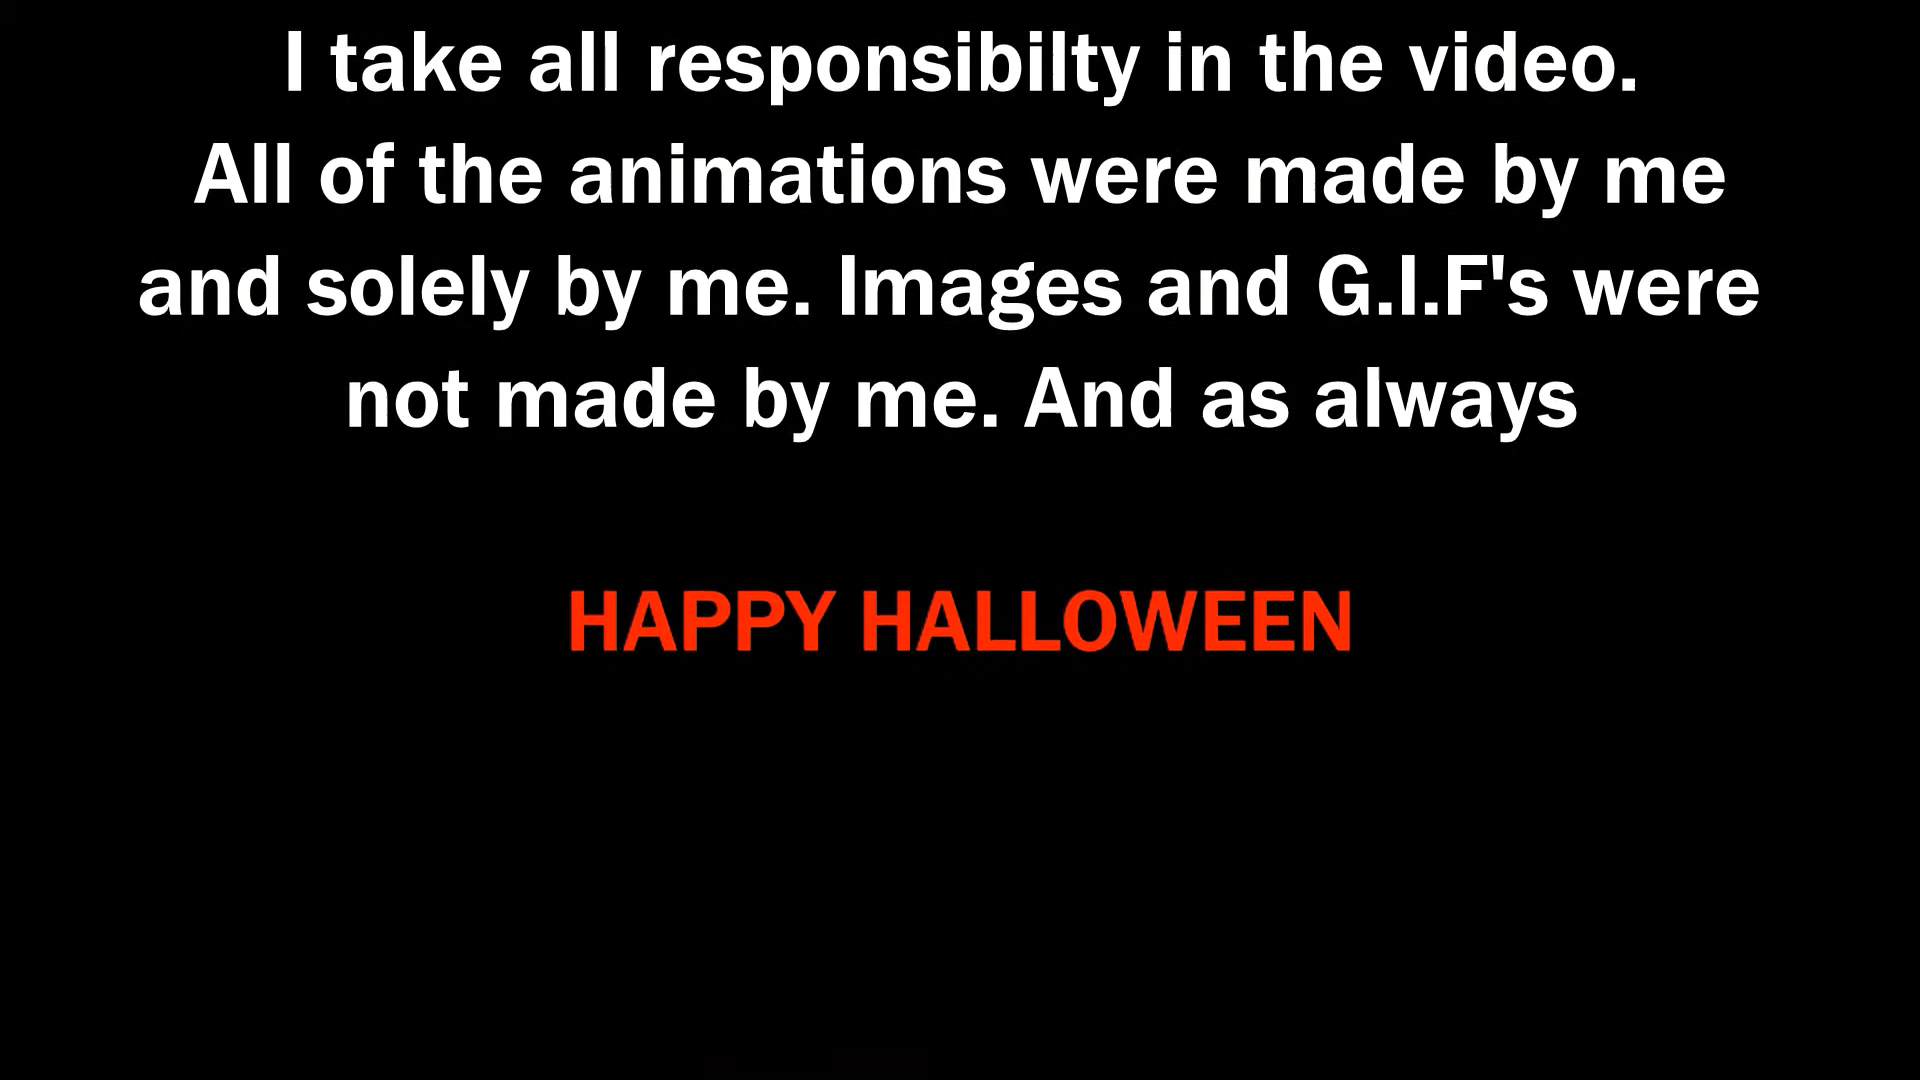 I take all responsibilty in the video.
All of the animations were made by me
and solely by me. Images and G.I.F's were
not made by me. And as always
HAPPY HALLOWEEN